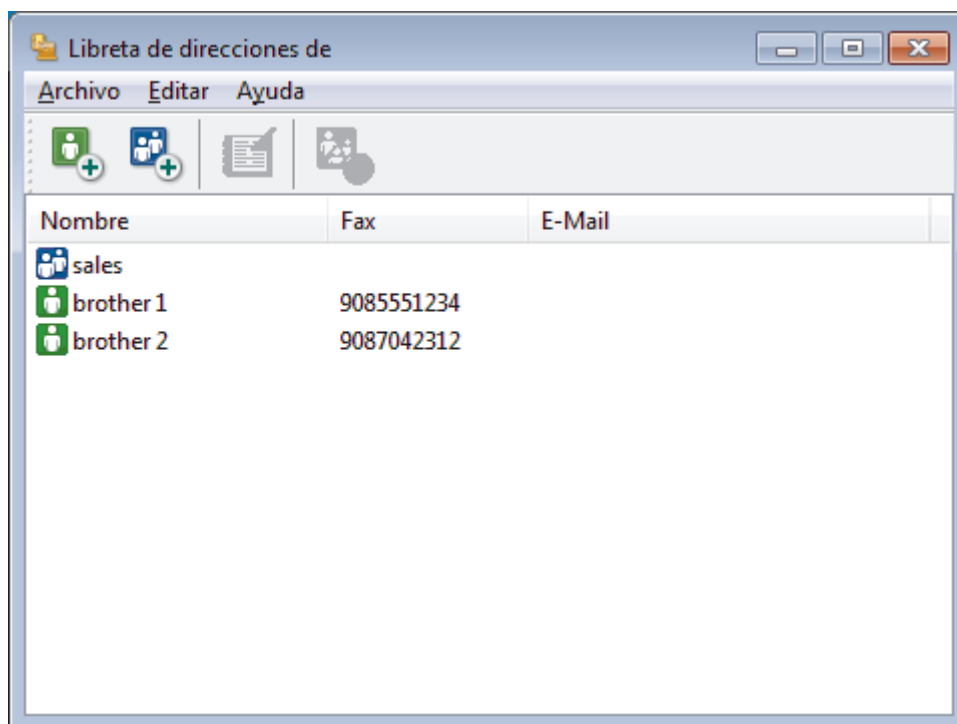 Libreta de direcciones de
Archivo Editar Ayuda
Nombre Fax E-Mail
sales
brother 1 9085551234
brother 2 9087042312